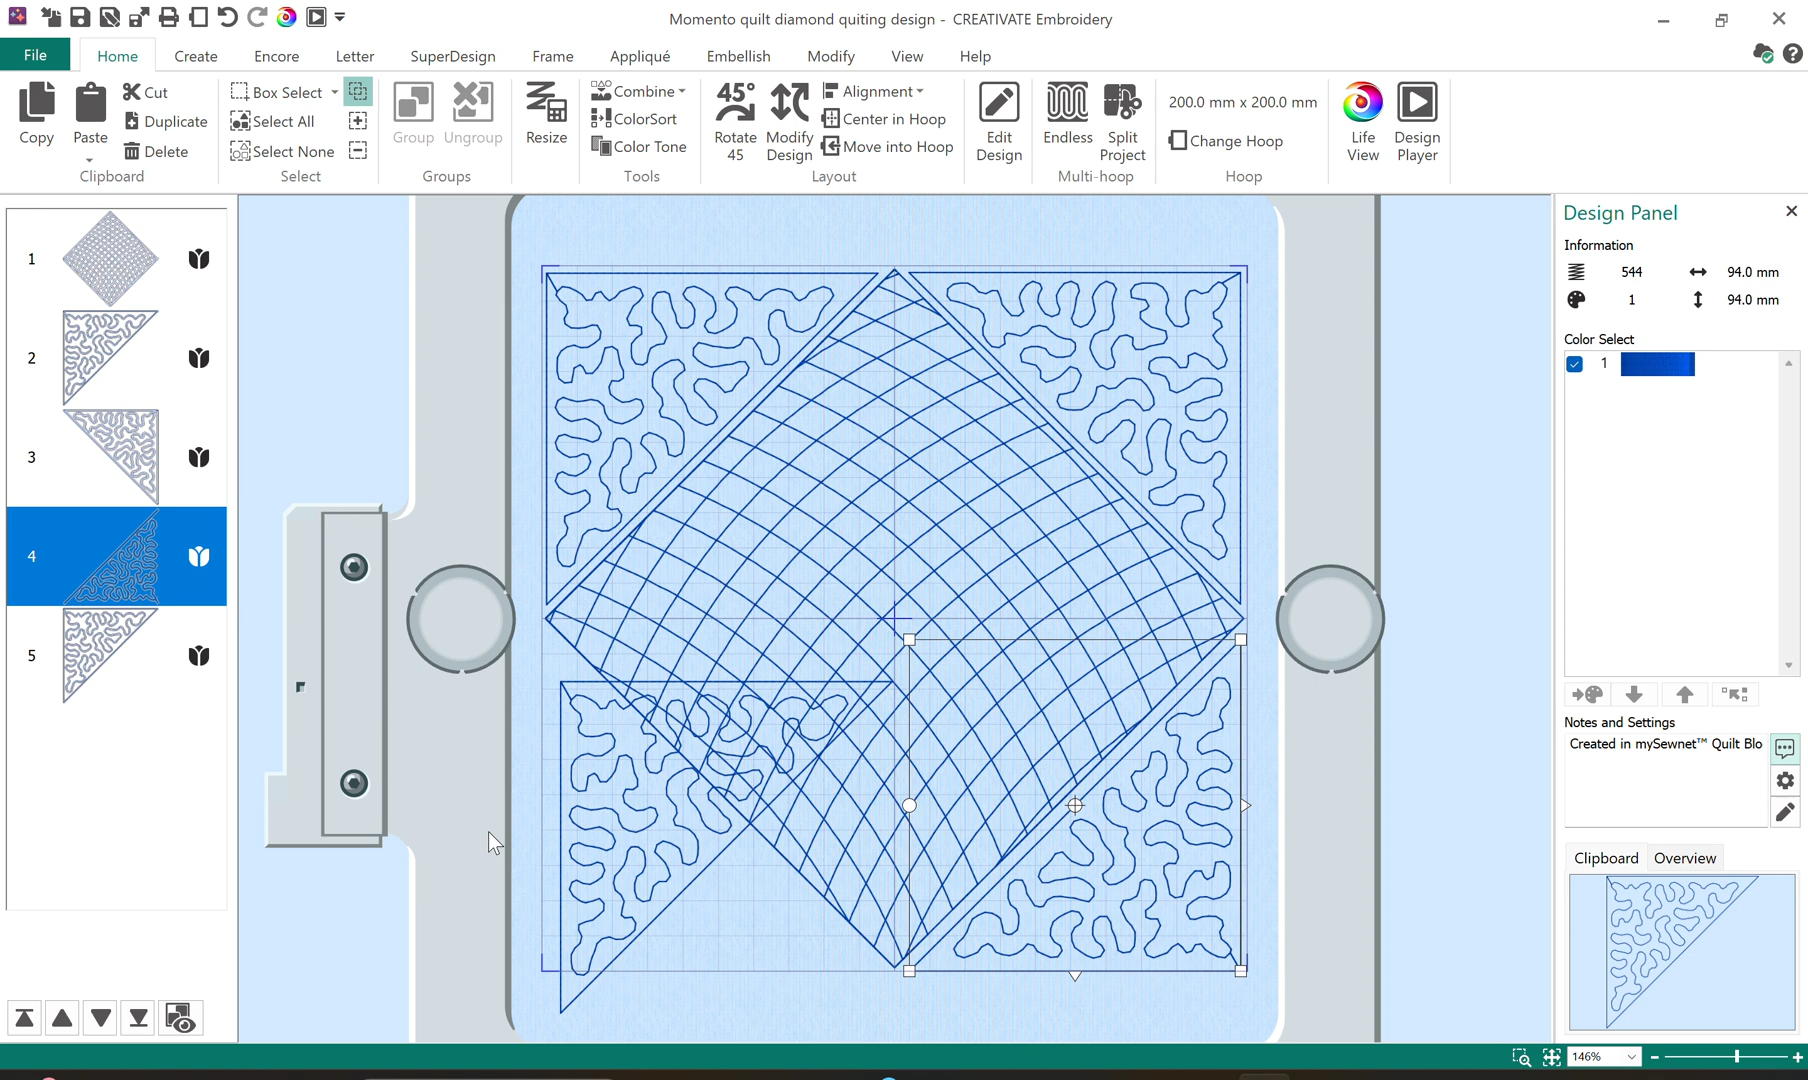 Momento quilt diamond quiting design - CREATIVATE Embroidery
File Home Create Encore Letter SuperDesign Frame Appliqué Embellish Modify View Help
Copy
Paste
Cut
Duplicate
Delete
Clipboard
Box Select
Select All
Select None
Select
Group
Ungroup
Groups
Resize
Combine
ColorSort
Color Tone
Tools
45°
Rotate
45
Modify
Design
Alignment
Center in Hoop
Move into Hoop
Layout
Edit
Design
Endless
Split
Project
Multi-hoop
200.0 mm x 200.0 mm
Change Hoop
Hoop
Life
View
Design
Player
1
2
3
4
5
Design Panel
Information
544 94.0 mm
1 94.0 mm
Color Select
1
Notes and Settings
Created in mySewnet™ Quilt Blo
Clipboard Overview
146%